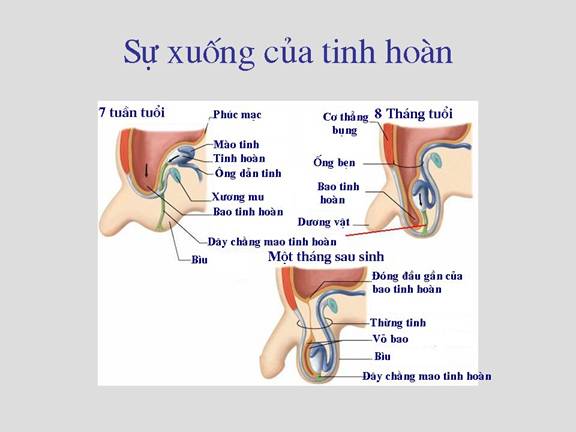 Sự xuống của tinh hoàn
7 tuần tuổi
Phúc mạc
Mào tinh
Tinh hoàn
Ông dẫn tinh
Xương mu
Bao tinh hoàn
Dây chằng mao tinh hoàn
Bìu
8 Tháng tuổi
Cơ thẳng
bụng
Ống bẹn
Bao tinh
hoàn
Dương vật
Một tháng sau sinh
Đóng đầu gần của
bao tinh hoàn
Thừng tinh
Võ bao
Bìu
Dây chằng mao tinh hoàn